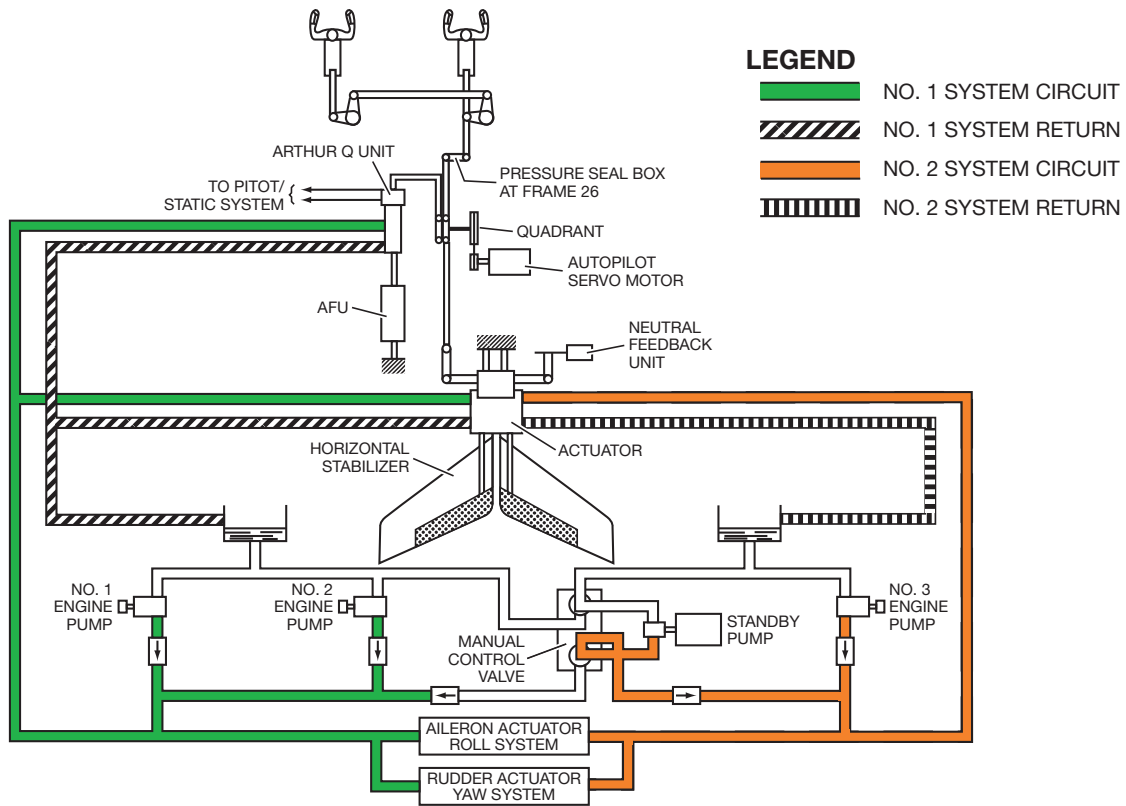 LEGEND
NO. 1 SYSTEM CIRCUIT
NO. 1 SYSTEM RETURN
NO. 2 SYSTEM CIRCUIT
NO. 2 SYSTEM RETURN
ARTHUR Q UNIT
TO PITOT/
STATIC SYSTEM
PRESSURE SEAL BOX
AT FRAME 26
QUADRANT
AUTOPILOT
SERVO MOTOR
AFU
NEUTRAL
FEEDBACK
UNIT
ACTUATOR
HORIZONTAL
STABILIZER
NO. 1
ENGINE
PUMP
NO. 2
ENGINE
PUMP
MANUAL
CONTROL
VALVE
STANDBY
PUMP
NO. 3
ENGINE
PUMP
AILERON ACTUATOR
ROLL SYSTEM
RUDDER ACTUATOR
YAW SYSTEM